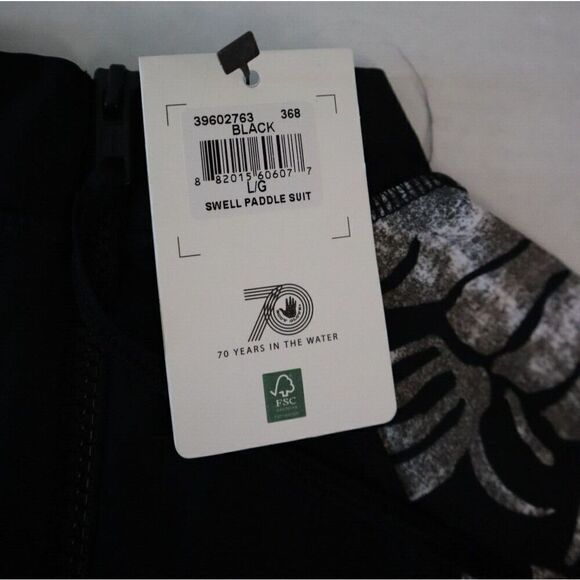 39602763 368
BLACK
8 82015 60607 7
L/G
SWELL PADDLE SUIT
70
70 YEARS IN THE WATER
FSC